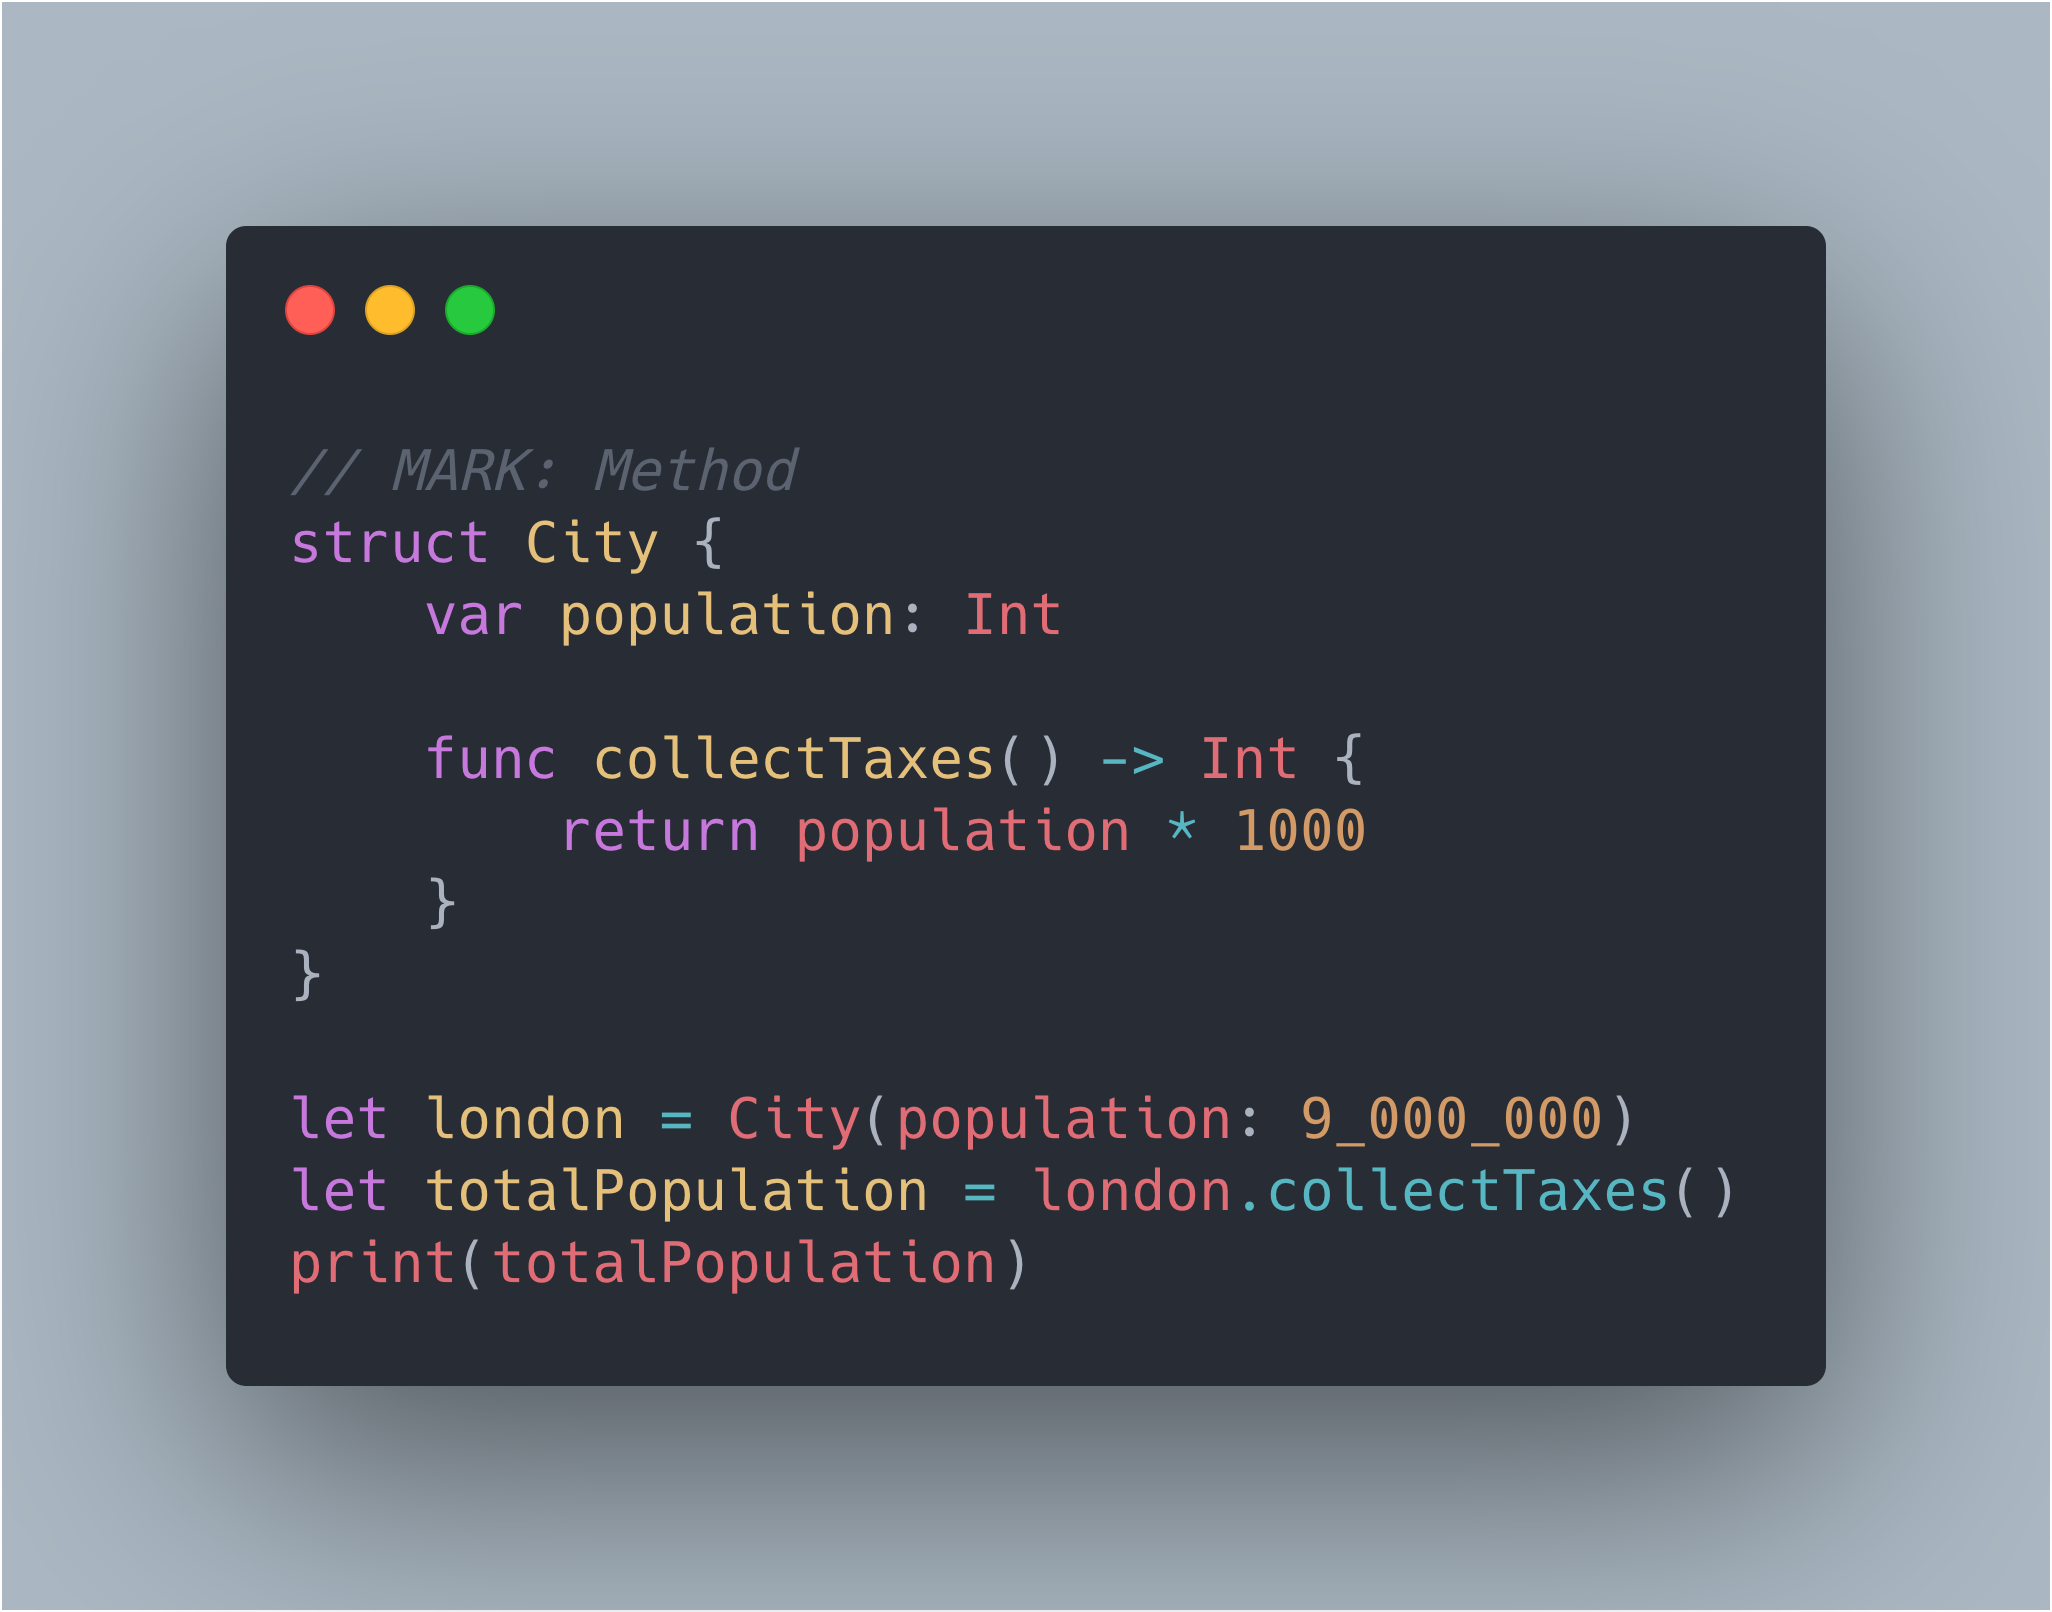 // MARK: Method
struct City {
    var population: Int

    func collectTaxes() -> Int {
        return population * 1000
    }
}

let london = City(population: 9_000_000)
let totalPopulation = london.collectTaxes()
print(totalPopulation)